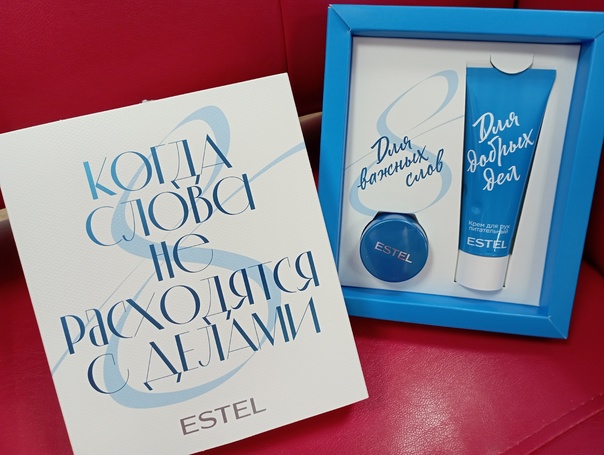 КОГДА
СЛОВА
НЕ
РАСХОДЯТСЯ
С ДЕЛАМИ
ESTEL
Для
важных
слов
ESTEL
Для
добрых
дел
Крем для рук
питательный
ESTEL